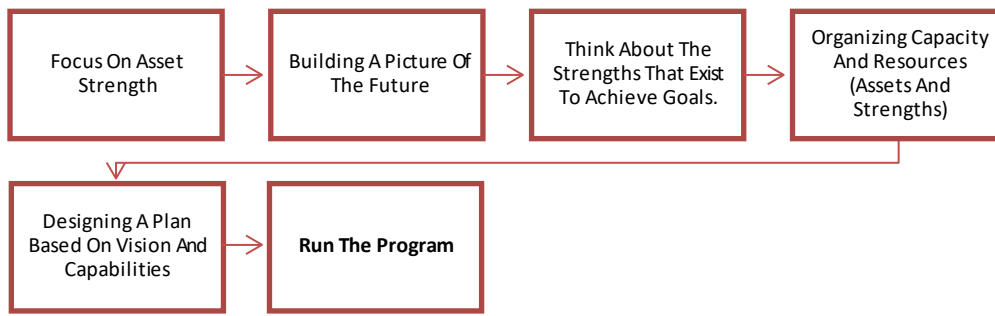 Focus On Asset
Strength
Building A Picture Of
The Future
Think About The
Strengths That Exist
To Achieve Goals.
Organizing Capacity
And Resources
(Assets And
Strengths)
Designing A Plan
Based On Vision And
Capabilities
Run The Program